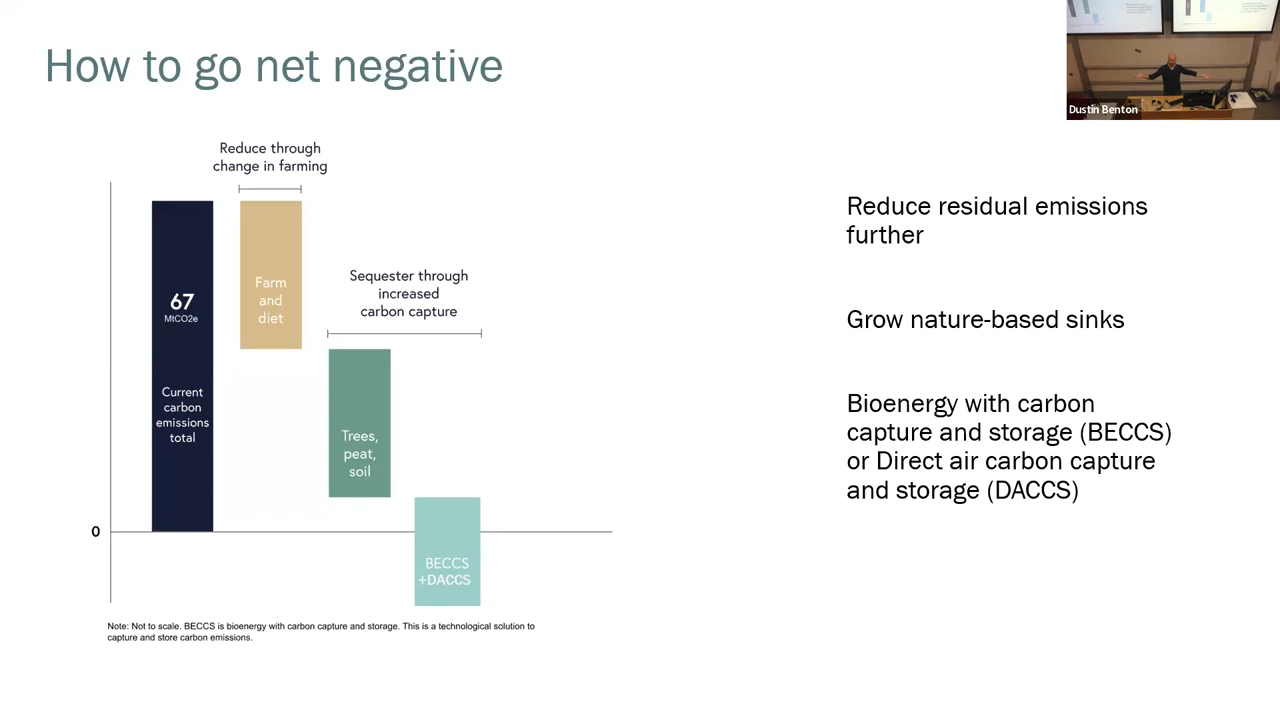 How to go net negative
Dustin Benton
Reduce through
change in farming
Sequester through
increased
carbon capture
67
MtCO2e
Current
carbon
emissions
total
Farm
and
diet
Trees,
peat,
soil
0
BECCS
+DACCS
Note: Not to scale. BECCS is bioenergy with carbon capture and storage. This is a technological solution to
capture and store carbon emissions.
Reduce residual emissions
further
Grow nature-based sinks
Bioenergy with carbon
capture and storage (BECCS)
or Direct air carbon capture
and storage (DACCS)